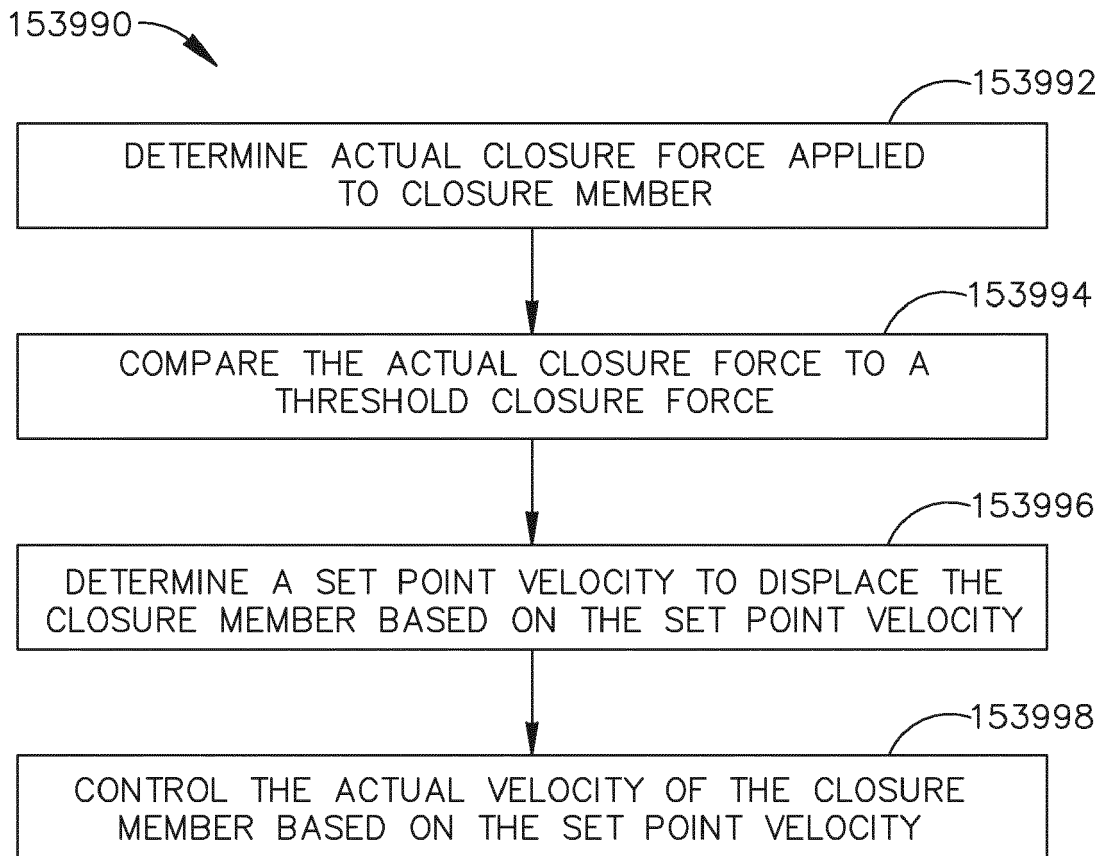 153990
153992
DETERMINE ACTUAL CLOSURE FORCE APPLIED
TO CLOSURE MEMBER
153994
COMPARE THE ACTUAL CLOSURE FORCE TO A
THRESHOLD CLOSURE FORCE
153996
DETERMINE A SET POINT VELOCITY TO DISPLACE THE
CLOSURE MEMBER BASED ON THE SET POINT VELOCITY
153998
CONTROL THE ACTUAL VELOCITY OF THE CLOSURE
MEMBER BASED ON THE SET POINT VELOCITY